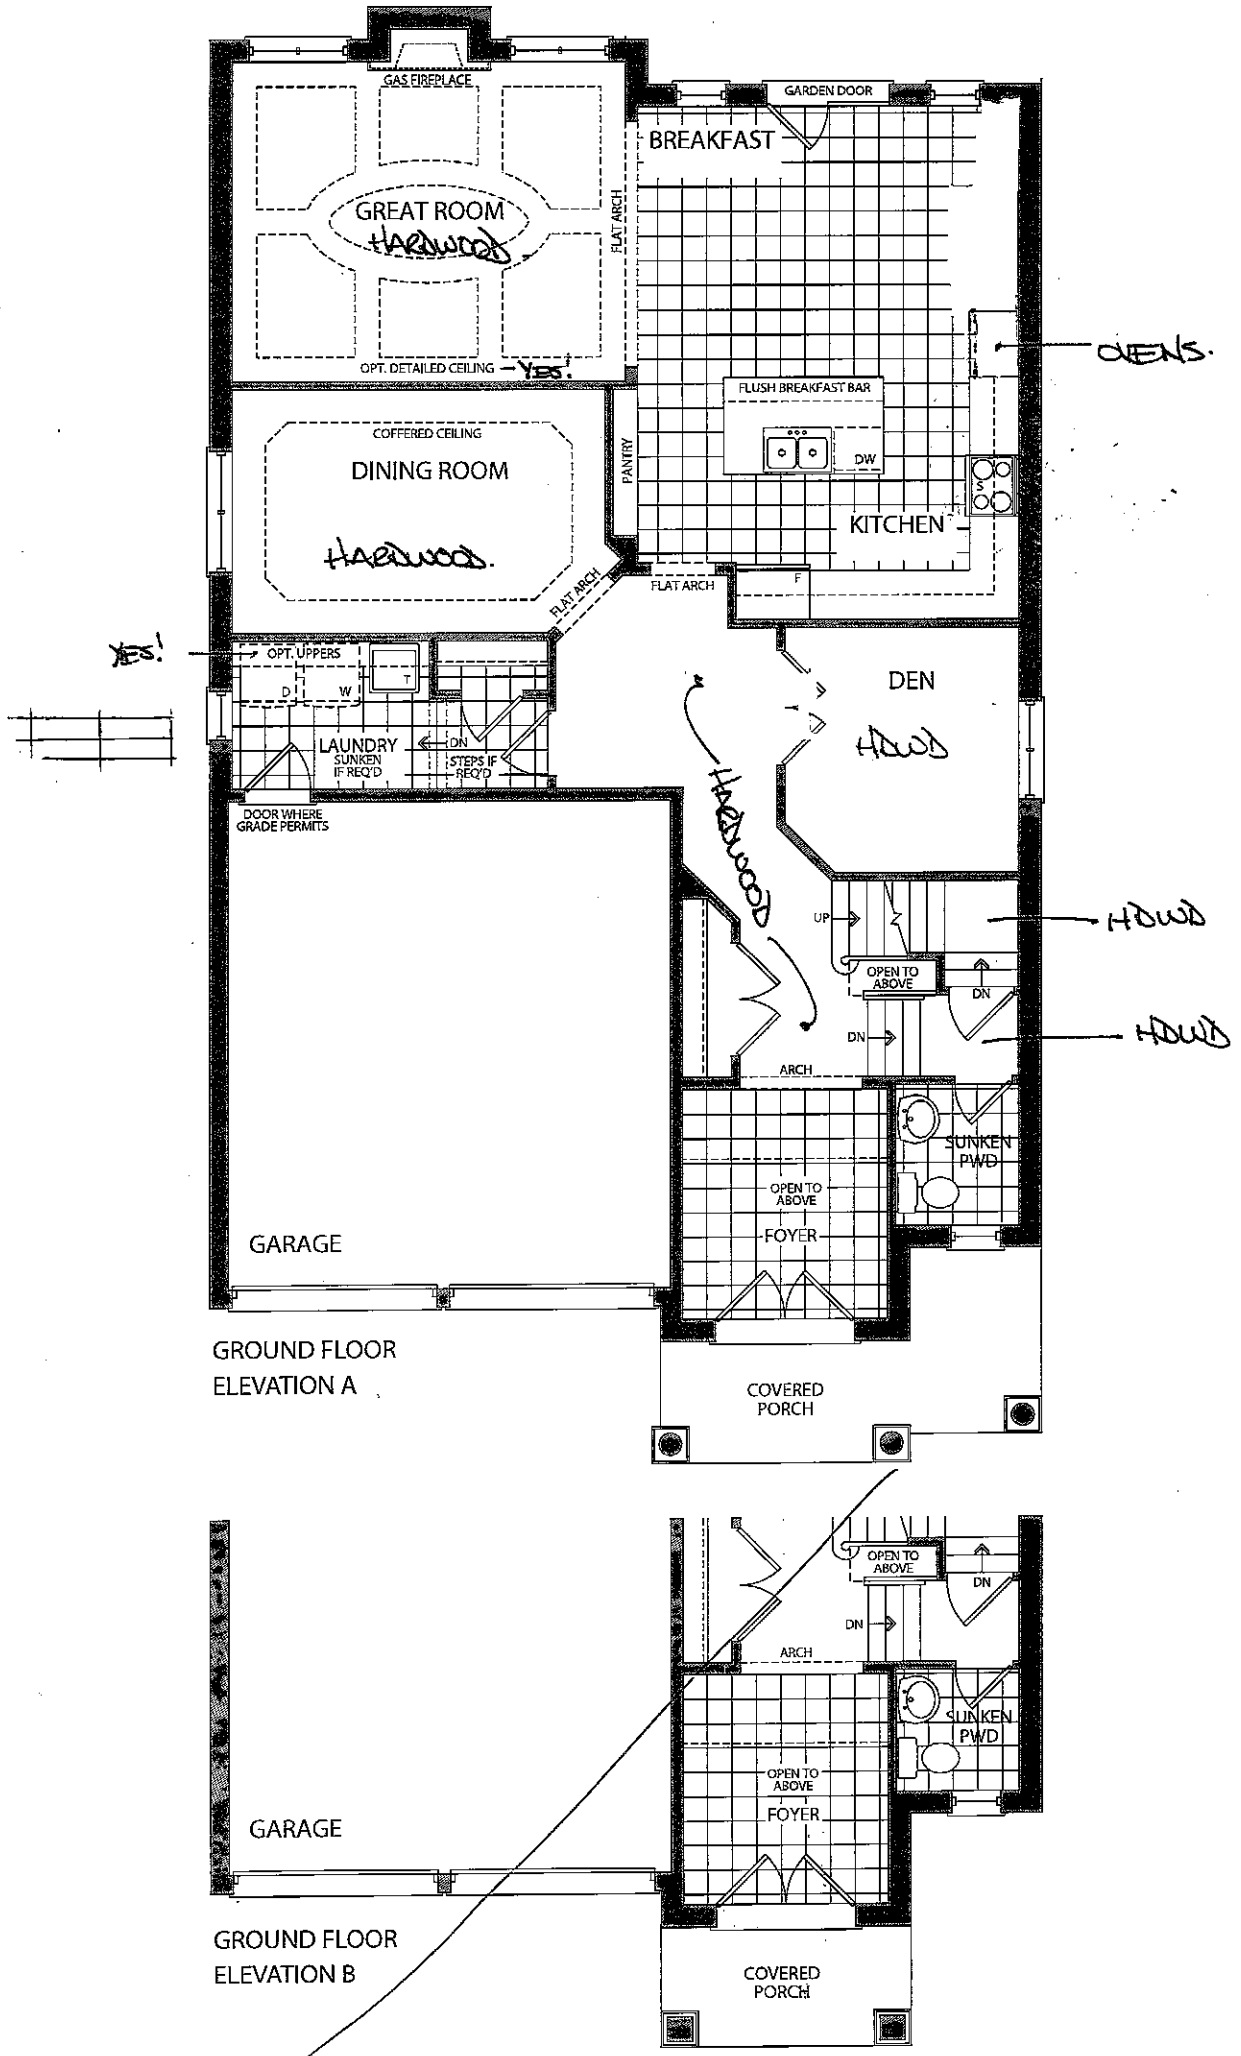 GAS FIREPLACE
GARDEN DOOR
BREAKFAST
GREAT ROOM
HARDWOOD.
FLAT ARCH
OVENS.
OPT. DETAILED CEILING - YES!
FLUSH BREAKFAST BAR
COFFERED CEILING
DINING ROOM
PANTRY
DW
S
KITCHEN
HARDWOOD.
FLAT ARCH
FLAT ARCH
F
YES!
OPT. UPPERS
D
W
T
DEN
HDWD
LAUNDRY
SUNKEN
IF REQ'D
DN
STEPS IF
REQ'D
DOOR WHERE
GRADE PERMITS
HARDWOOD
UP
HDWD
OPEN TO
ABOVE
DN
DN
HDWD
ARCH
SUNKEN
PWD
OPEN TO
ABOVE
FOYER
GARAGE
GROUND FLOOR
ELEVATION A
COVERED
PORCH
OPEN TO
ABOVE
DN
DN
ARCH
SUNKEN
PWD
OPEN TO
ABOVE
FOYER
GARAGE
GROUND FLOOR
ELEVATION B
COVERED
PORCH